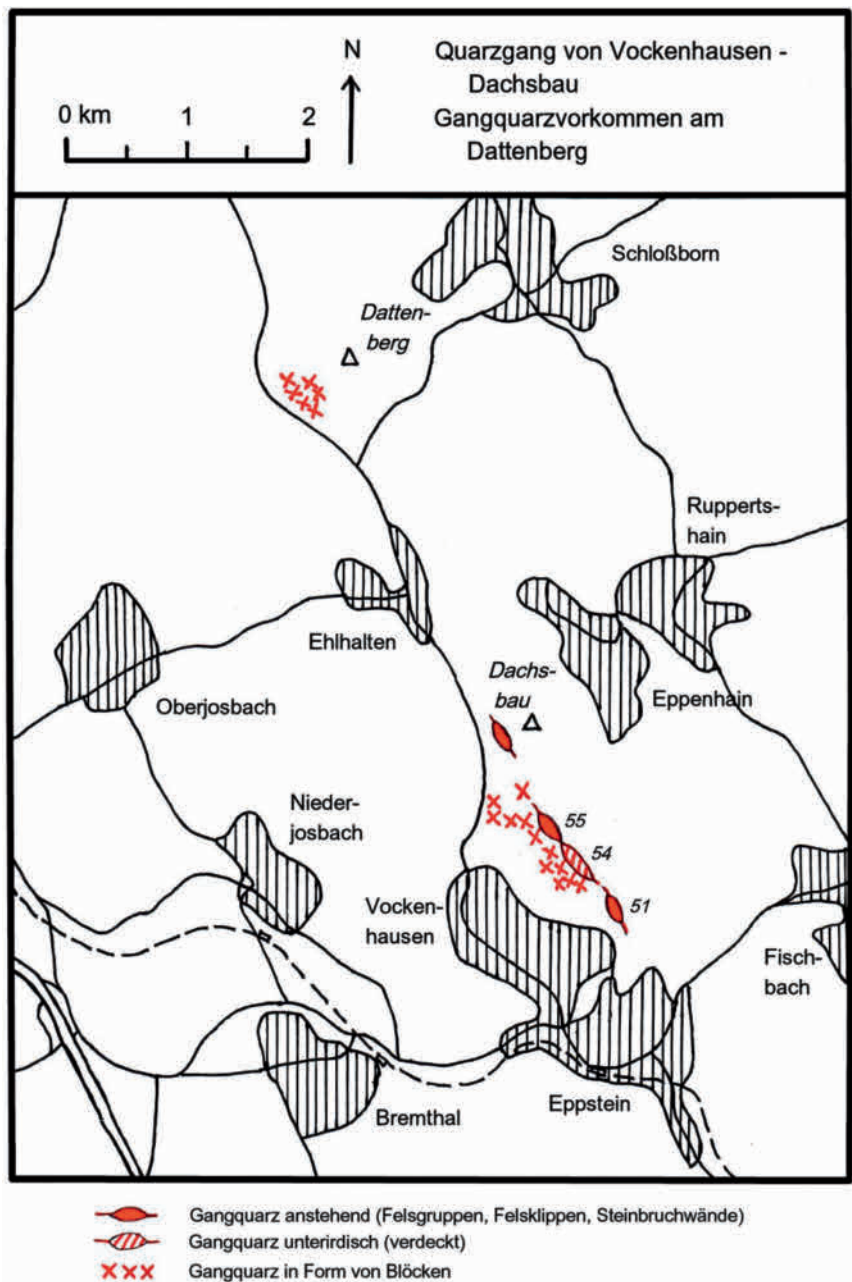 N
Quarzgang von Vockenhausen -
Dachsbau
Gangquarzvorkommen am
Dattenberg
0 km 1 2
Schloßborn
Datten-
berg
Rupperts-
hain
Ehlhalten
Dachs-
bau
Eppenhain
Oberjosbach
Nieder-
josbach
55
54
51
Vocken-
hausen
Fisch-
bach
Eppstein
Bremthal
Gangquarz anstehend (Felsgruppen, Felsklippen, Steinbruchwände)
Gangquarz unterirdisch (verdeckt)
Gangquarz in Form von Blöcken